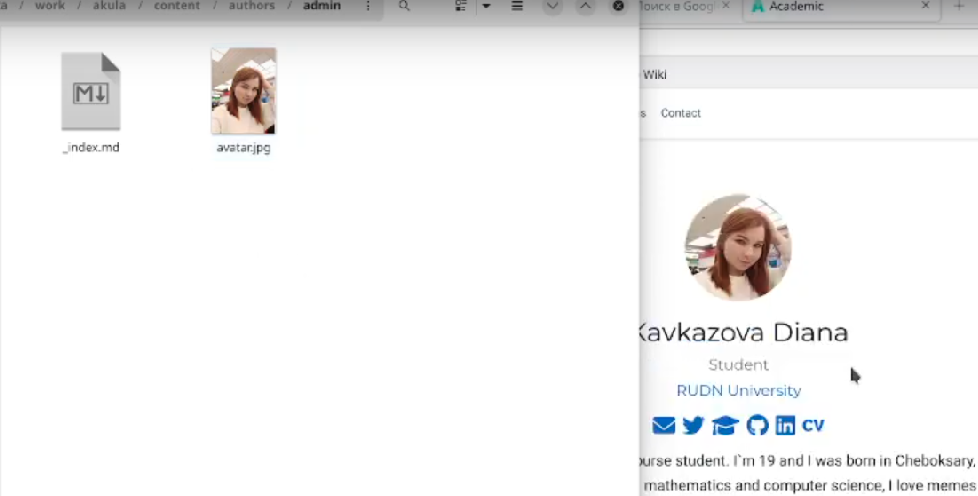 / work / akula / content / authors / admin
_index.md
avatar.jpg
Поиск в Goog
Academic
Wiki
s Contact
Kavkazova Diana
Student
RUDN University
CV
ourse student. I`m 19 and I was born in Cheboksary,
mathematics and computer science, I love memes